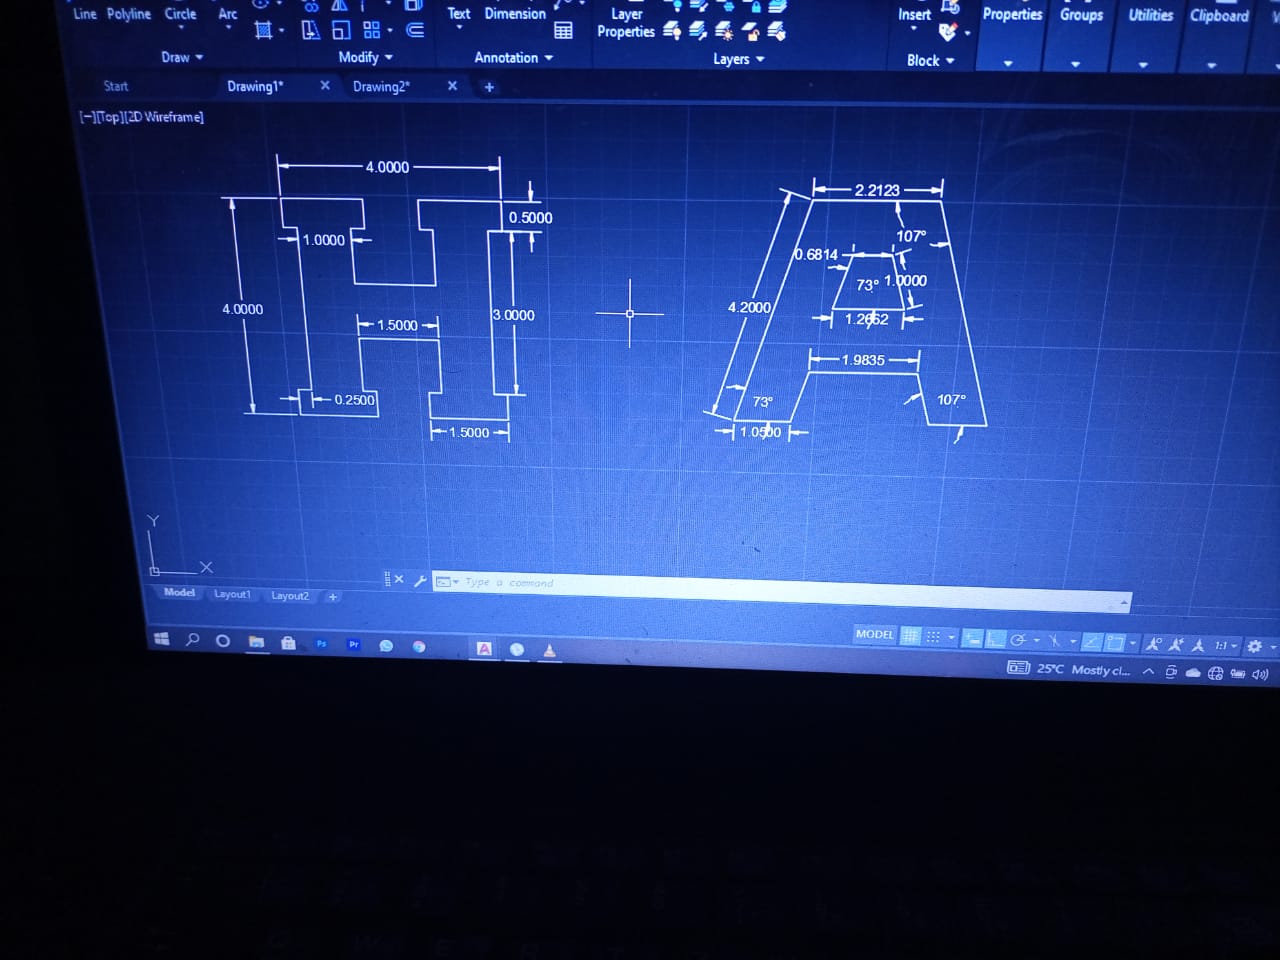 Line Polyline Circle Arc Text Dimension Layer Properties Insert Properties Groups Utilities Clipboard
Draw Modify Annotation Layers Block
Start Drawing1* Drawing2*
[−][Top][2D Wireframe]
4.0000
0.5000
1.0000
4.0000
3.0000
1.5000
0.2500
1.5000
2.2123
107°
0.6814
73° 1.0000
4.2000
1.2662
1.9835
73°
107°
1.0500
Y
X
Type a command
Model Layout1 Layout2
MODEL 1:1
Ps Pr A
25°C Mostly cl...